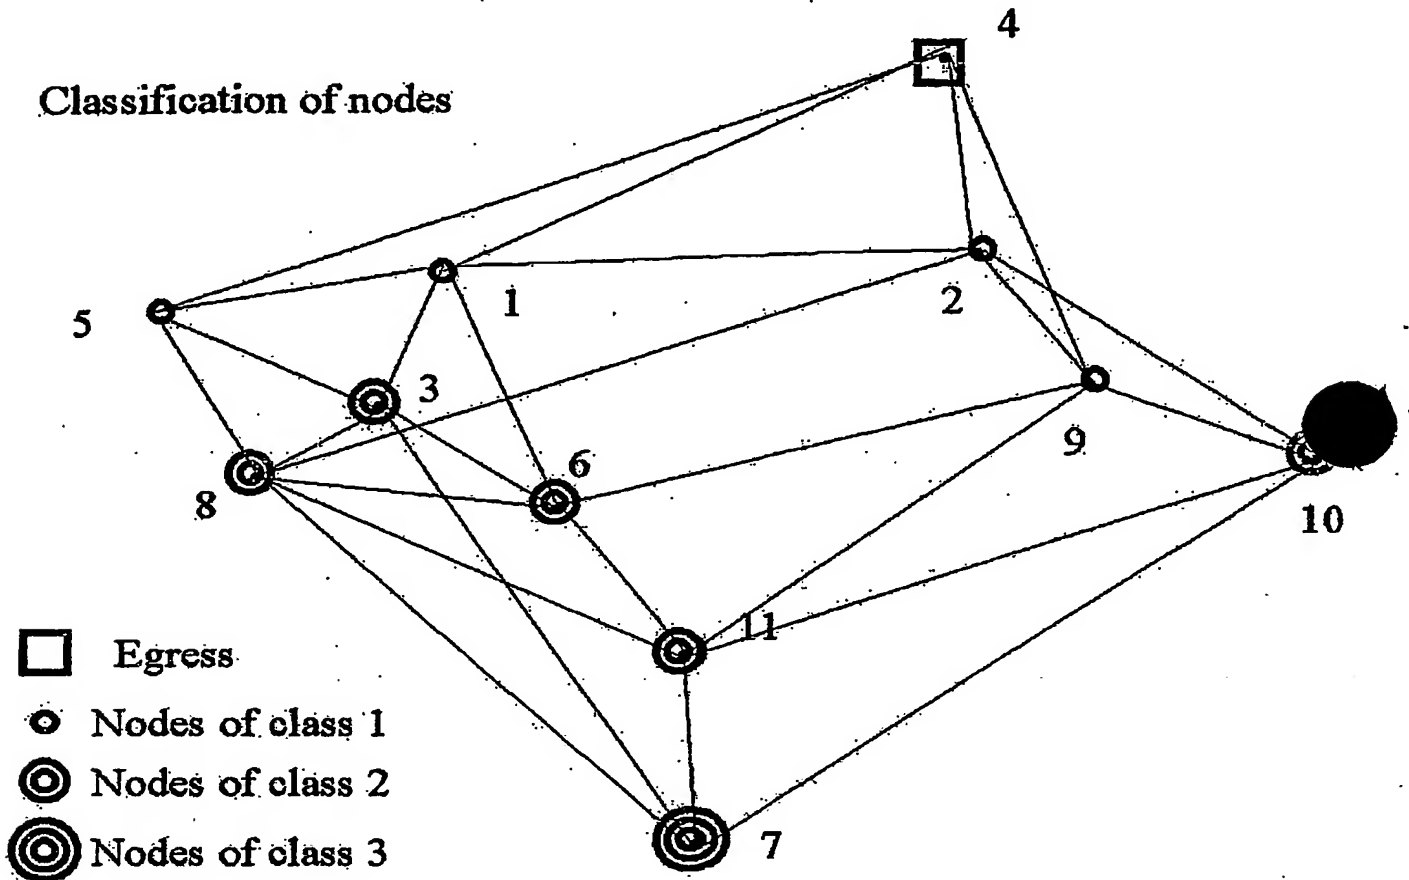 4
Classification of nodes
1
2
5
3
9
6
8
10
11
Egress
Nodes of class 1
Nodes of class 2
7
Nodes of class 3